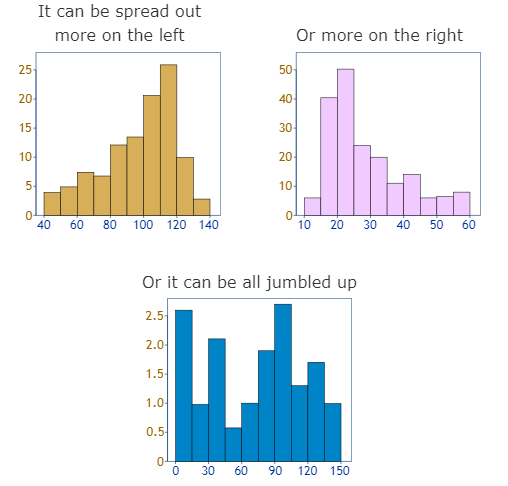 It can be spread out
more on the left
Or more on the right
25
20
15
10
5
0
40 60 80 100 120 140
50
40
30
20
10
0
10 20 30 40 50 60
Or it can be all jumbled up
2.5
2.0
1.5
1.0
0.5
0
0 30 60 90 120 150